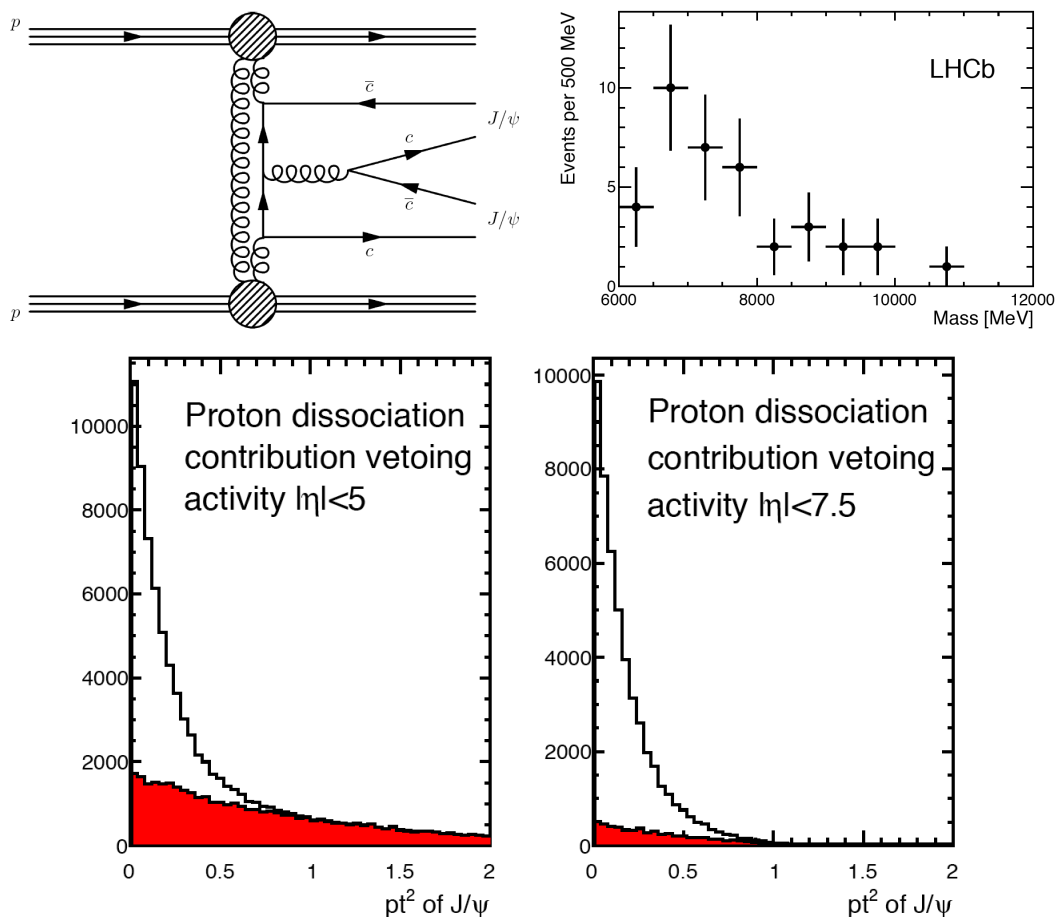 p
c̅
J/ψ
c
c̅
J/ψ
c
p
Events per 500 MeV
LHCb
10
5
0
6000 8000 10000 12000
Mass [MeV]
Proton dissociation
contribution vetoing
activity |η|<5
10000
8000
6000
4000
2000
0
0 0.5 1 1.5 2
pt² of J/ψ
Proton dissociation
contribution vetoing
activity |η|<7.5
10000
8000
6000
4000
2000
0
0 0.5 1 1.5 2
pt² of J/ψ